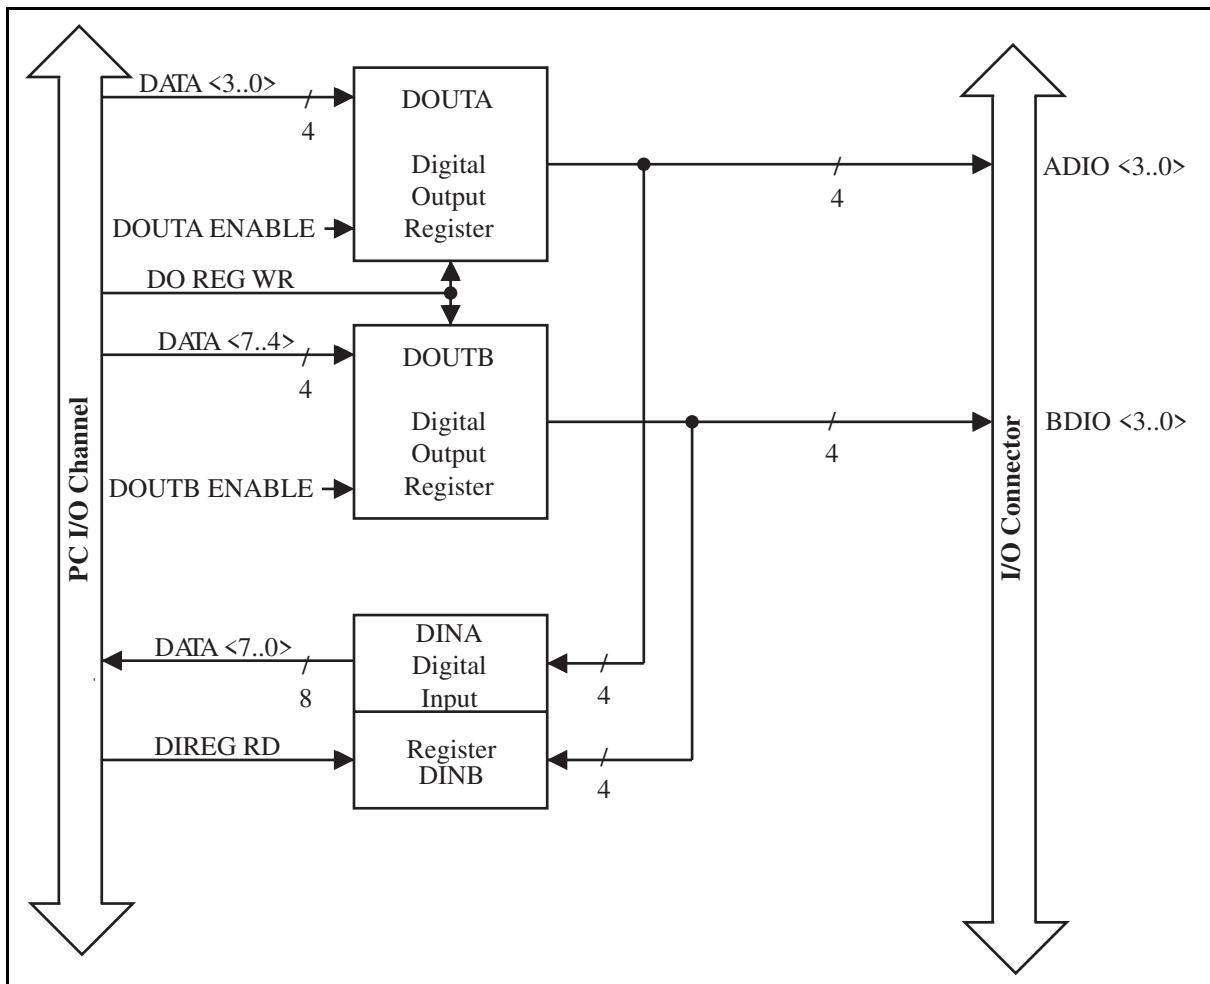 DATA <3..0>
4
DOUTA
Digital
Output
Register
DOUTA ENABLE
4
ADIO <3..0>
DO REG WR
DATA <7..4>
4
DOUTB
Digital
Output
Register
DOUTB ENABLE
4
BDIO <3..0>
PC I/O Channel
I/O Connector
DATA <7..0>
8
DINA
Digital
Input
4
DIREG RD
Register
DINB
4